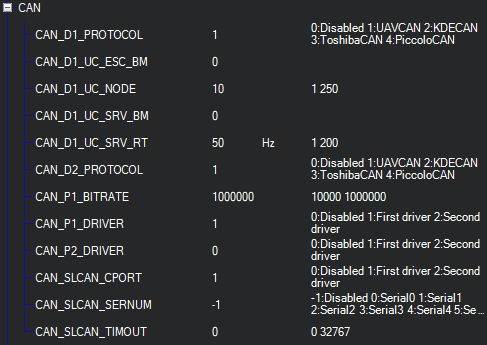 CAN
CAN_D1_PROTOCOL 1 0:Disabled 1:UAVCAN 2:KDECAN
3:ToshibaCAN 4:PiccoloCAN
CAN_D1_UC_ESC_BM 0
CAN_D1_UC_NODE 10 1 250
CAN_D1_UC_SRV_BM 0
CAN_D1_UC_SRV_RT 50 Hz 1 200
CAN_D2_PROTOCOL 1 0:Disabled 1:UAVCAN 2:KDECAN
3:ToshibaCAN 4:PiccoloCAN
CAN_P1_BITRATE 1000000 10000 1000000
CAN_P1_DRIVER 1 0:Disabled 1:First driver 2:Second
driver
CAN_P2_DRIVER 0 0:Disabled 1:First driver 2:Second
driver
CAN_SLCAN_CPORT 1 0:Disabled 1:First driver 2:Second
driver
CAN_SLCAN_SERNUM -1 -1:Disabled 0:Serial0 1:Serial1
2:Serial2 3:Serial3 4:Serial4 5:Se...
CAN_SLCAN_TIMOUT 0 0 32767